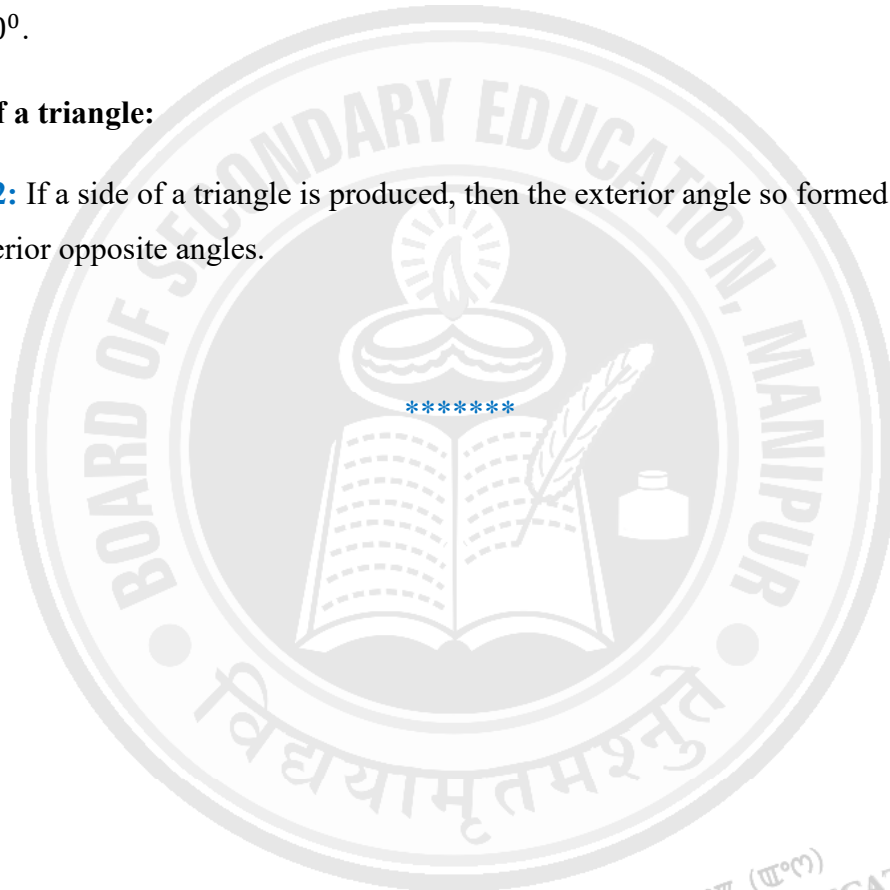 0⁰.
f a triangle:
2: If a side of a triangle is produced, then the exterior angle so formed
erior opposite angles.
*******
BOARD OF SECONDARY EDUCATION, MANIPUR
विद्ययामृतमश्नुते